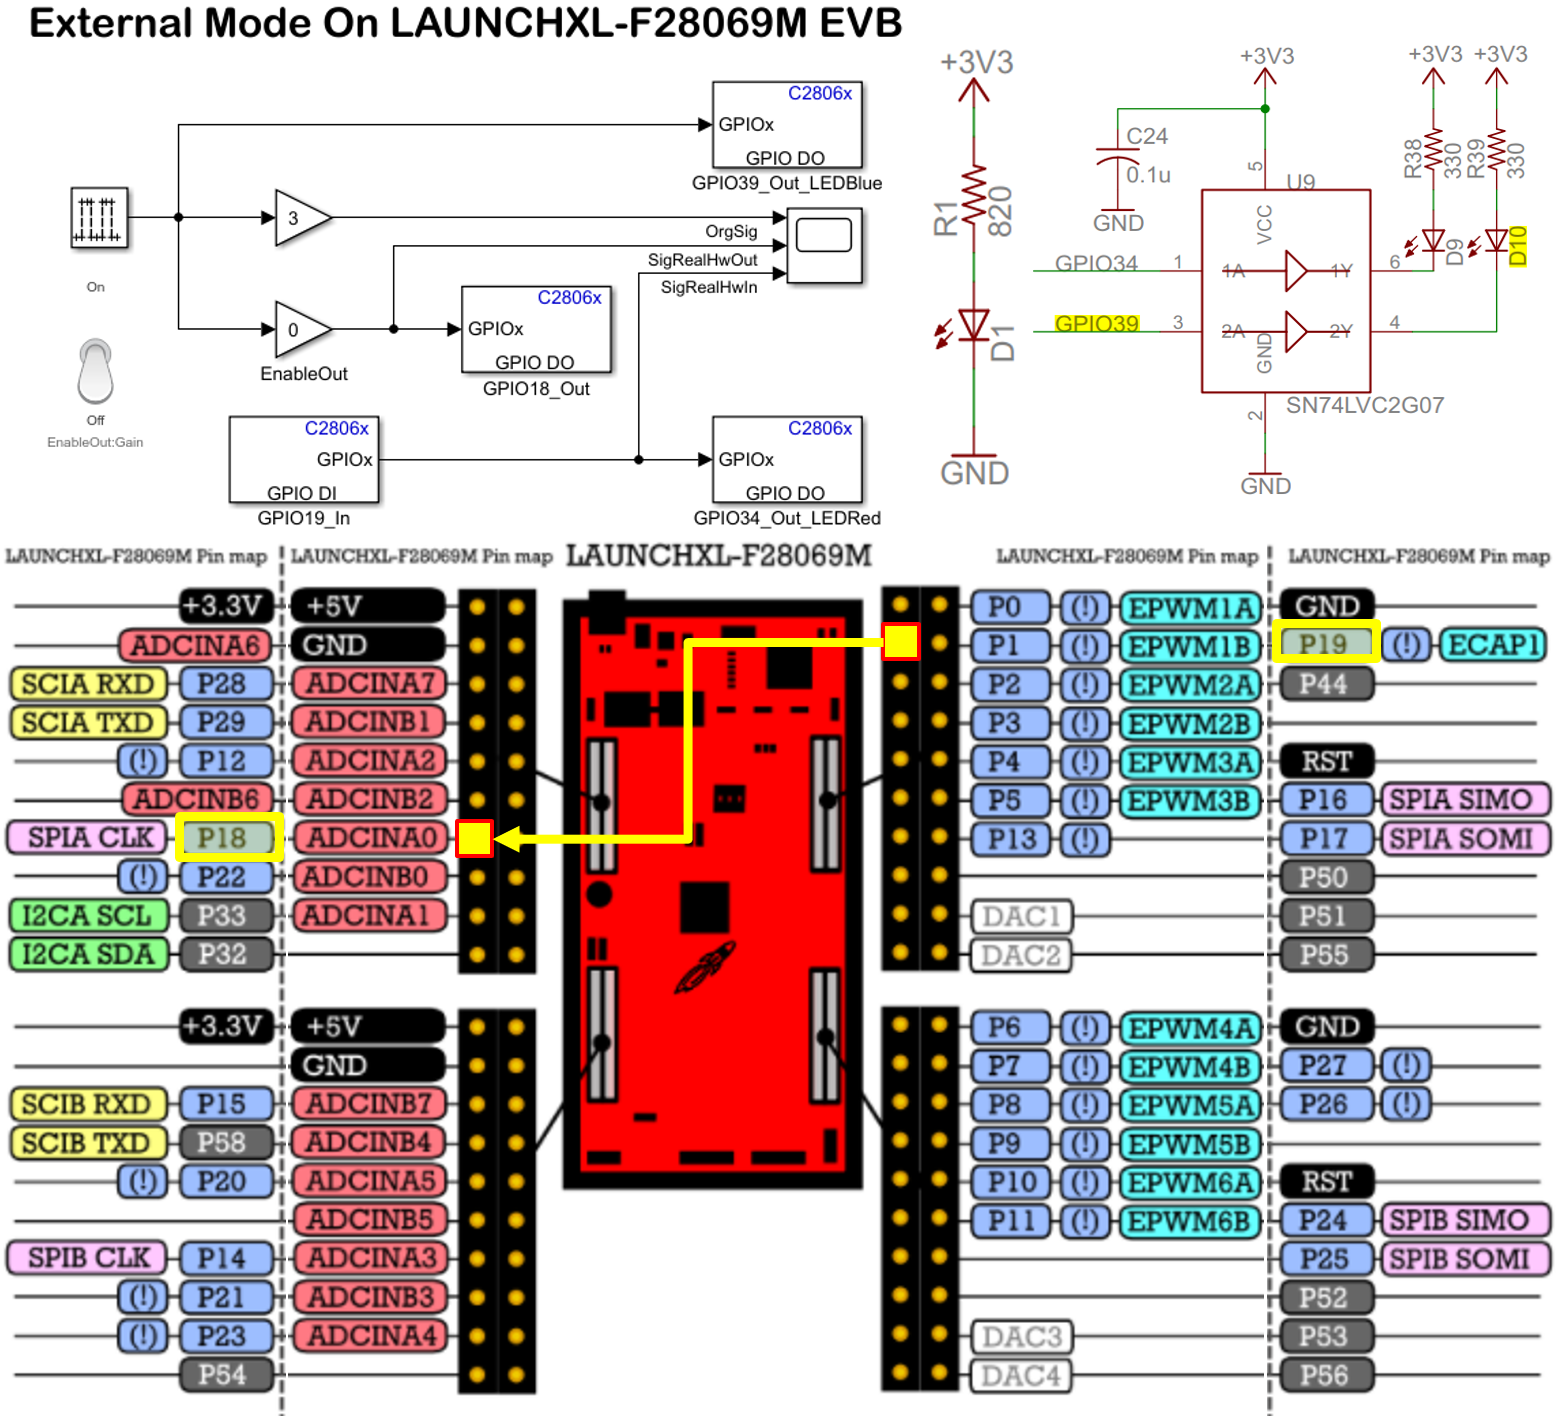 External Mode On LAUNCHXL-F28069M EVB
C2806x
GPIOx
GPIO DO
GPIO39_Out_LEDBlue
3
OrgSig
SigRealHwOut
SigRealHwIn
On
C2806x
GPIOx
GPIO DO
GPIO18_Out
0
EnableOut
Off
EnableOut:Gain
C2806x
GPIOx
GPIO DI
GPIO19_In
C2806x
GPIOx
GPIO DO
GPIO34_Out_LEDRed
+3V3
R1
820
D1
GND
+3V3
C24
0.1u
GND
5
VCC
U9
GPIO34
1
1A
1Y
6
GPIO39
3
2A
2Y
4
GND
2
SN74LVC2G07
GND
+3V3
+3V3
R38
330
R39
330
D9
D10
LAUNCHXL-F28069M Pin map
LAUNCHXL-F28069M Pin map
LAUNCHXL-F28069M
LAUNCHXL-F28069M Pin map
LAUNCHXL-F28069M Pin map
+3.3V +5V
ADCINA6 GND
SCIA RXD P28 ADCINA7
SCIA TXD P29 ADCINB1
(!) P12 ADCINA2
ADCINB6 ADCINB2
SPIA CLK P18 ADCINA0
(!) P22 ADCINB0
I2CA SCL P33 ADCINA1
I2CA SDA P32
P0 (!) EPWM1A GND
P1 (!) EPWM1B P19 (!) ECAP1
P2 (!) EPWM2A P44
P3 (!) EPWM2B
P4 (!) EPWM3A RST
P5 (!) EPWM3B P16 SPIA SIMO
P13 (!) P17 SPIA SOMI
P50
DAC1 P51
DAC2 P55
+3.3V +5V
GND
SCIB RXD P15 ADCINB7
SCIB TXD P58 ADCINB4
(!) P20 ADCINA5
ADCINB5
SPIB CLK P14 ADCINA3
(!) P21 ADCINB3
(!) P23 ADCINA4
P54
P6 (!) EPWM4A GND
P7 (!) EPWM4B P27 (!)
P8 (!) EPWM5A P26 (!)
P9 (!) EPWM5B
P10 (!) EPWM6A RST
P11 (!) EPWM6B P24 SPIB SIMO
P25 SPIB SOMI
P52
DAC3 P53
DAC4 P56